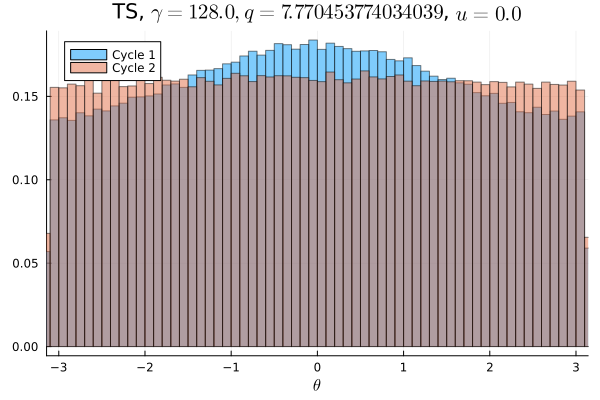 TS, γ = 128.0, q = 7.770453774034039, u = 0.0
Cycle 1
Cycle 2
0.15
0.10
0.05
0.00
−3 −2 −1 0 1 2 3
θ